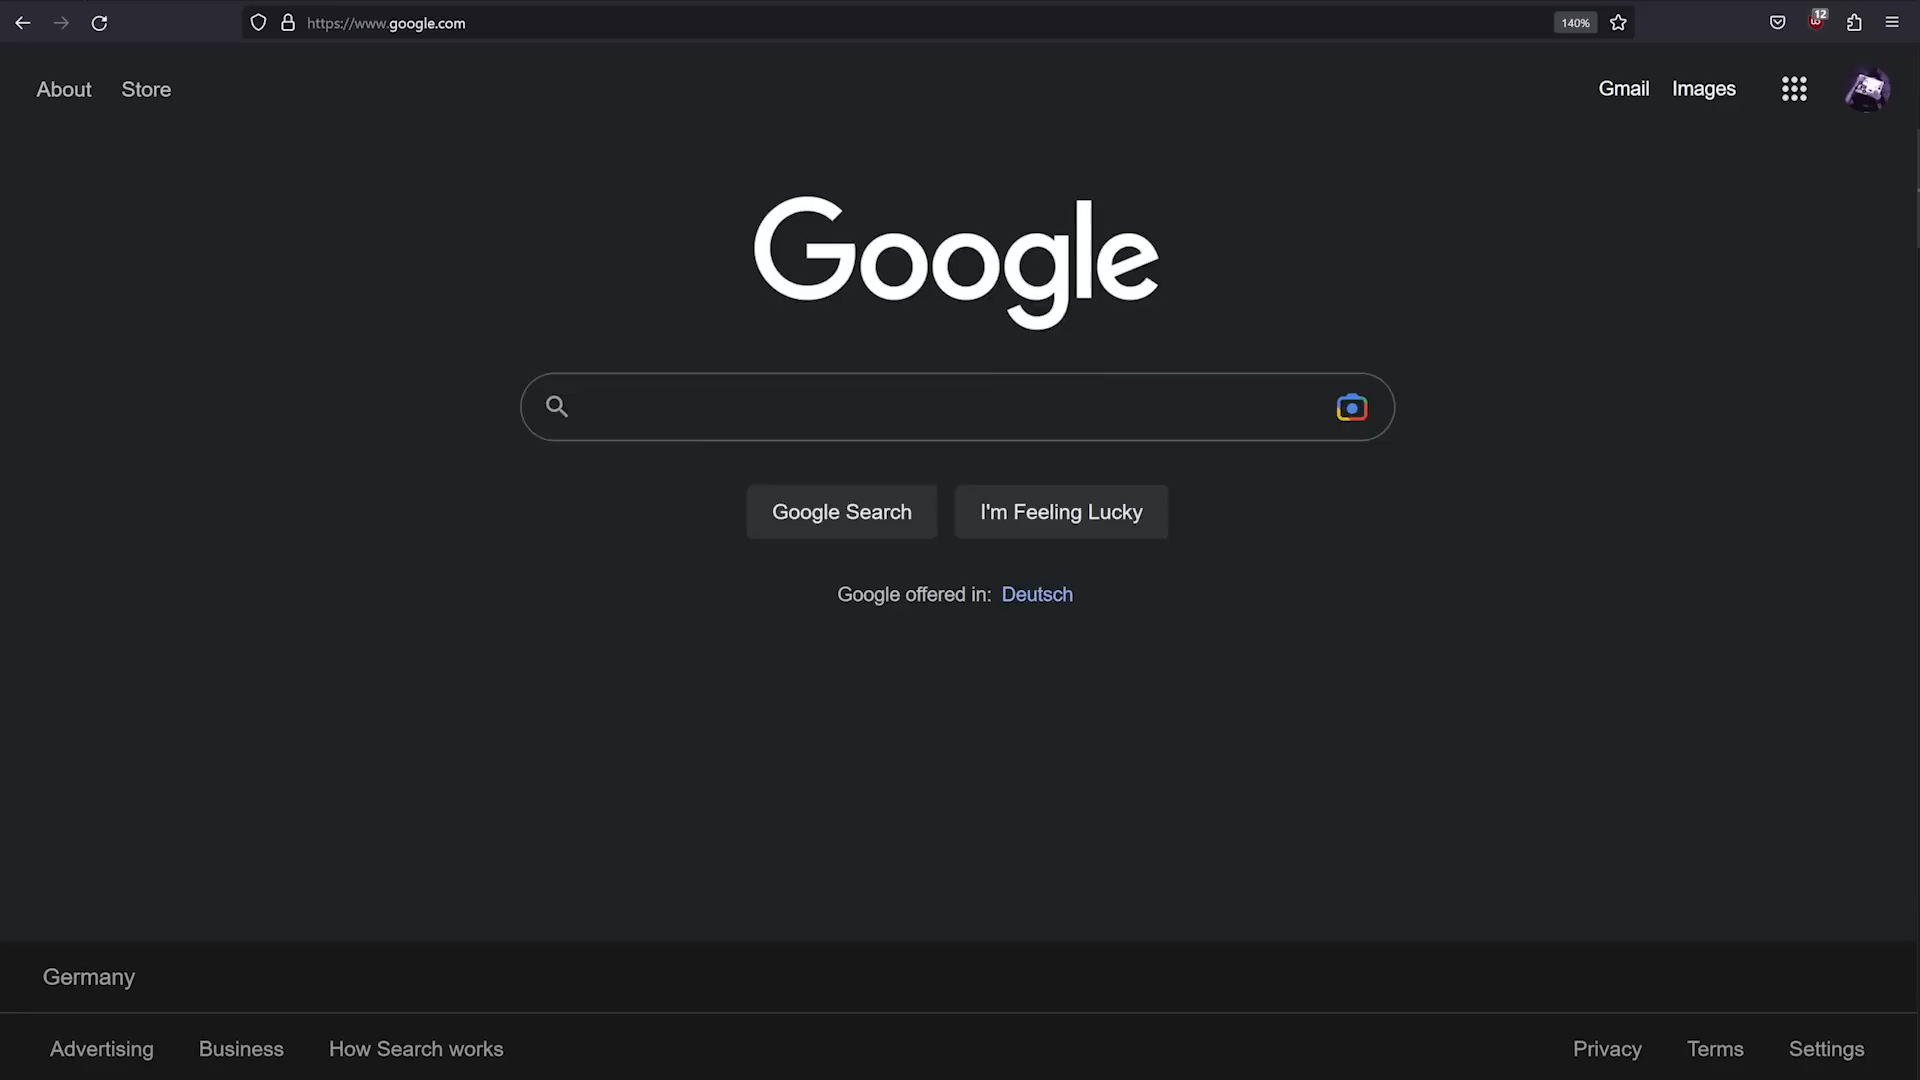 https://www.google.com
140%
12
About
Store
Gmail
Images
Google
Google Search
I'm Feeling Lucky
Google offered in: Deutsch
Germany
Advertising
Business
How Search works
Privacy
Terms
Settings